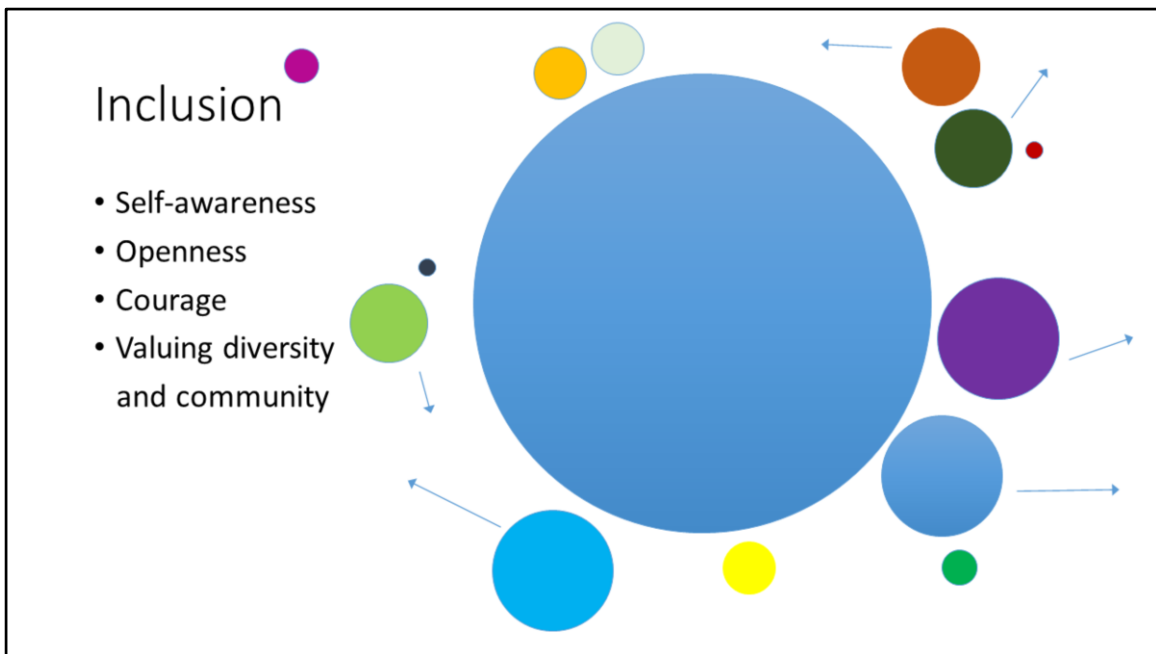 Inclusion
• Self-awareness
• Openness
• Courage
• Valuing diversity
and community